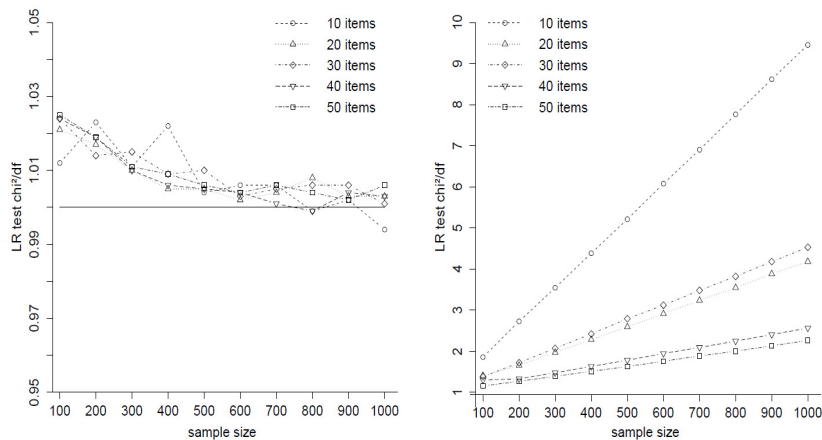 LR test chi²/df
1.05
1.03
1.01
0.99
0.97
0.95
10 items
20 items
30 items
40 items
50 items
100 200 300 400 500 600 700 800 900 1000
sample size
LR test chi²/df
10
9
8
7
6
5
4
3
2
1
10 items
20 items
30 items
40 items
50 items
100 200 300 400 500 600 700 800 900 1000
sample size